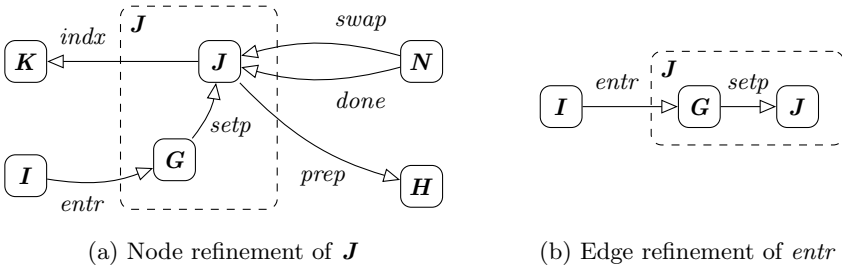 J
swap
indx
K
J
N
done
setp
G
I
entr
prep
H
(a) Node refinement of J
J
entr
setp
I
G
J
(b) Edge refinement of entr